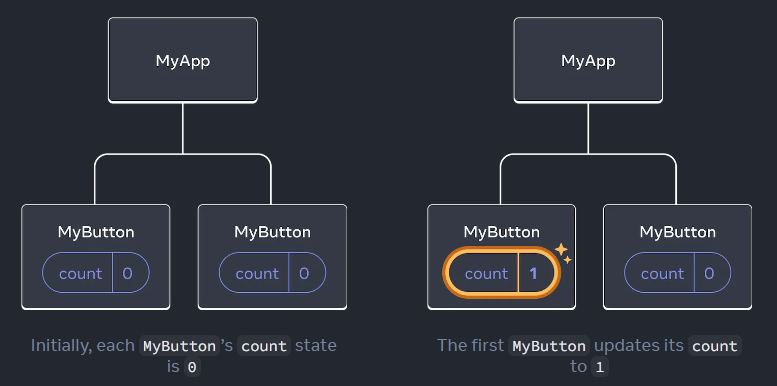 MyApp
MyButton
count 0
MyButton
count 0
Initially, each MyButton's count state
is 0
MyApp
MyButton
count 1
MyButton
count 0
The first MyButton updates its count
to 1